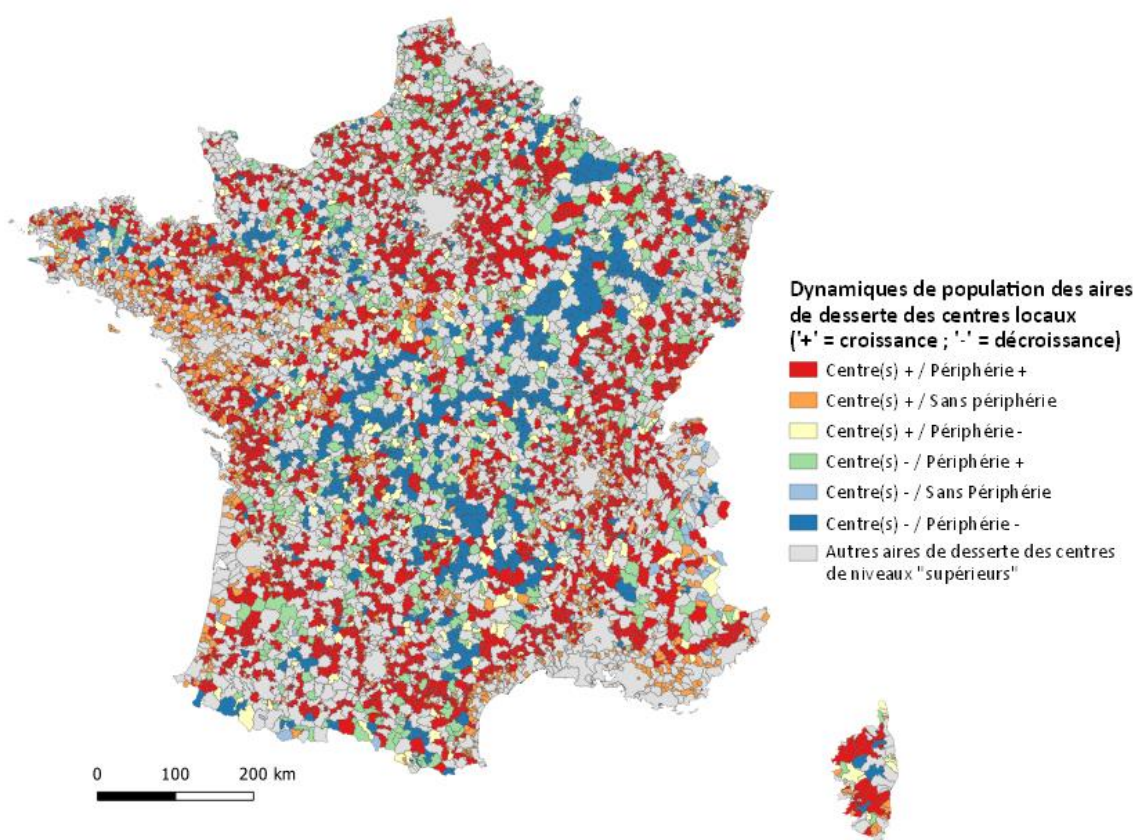 Dynamiques de population des aires
de desserte des centres locaux
('+' = croissance ; '-' = décroissance)
Centre(s) + / Périphérie +
Centre(s) + / Sans périphérie
Centre(s) + / Périphérie -
Centre(s) - / Périphérie +
Centre(s) - / Sans Périphérie
Centre(s) - / Périphérie -
Autres aires de desserte des centres
de niveaux "supérieurs"
0 100 200 km